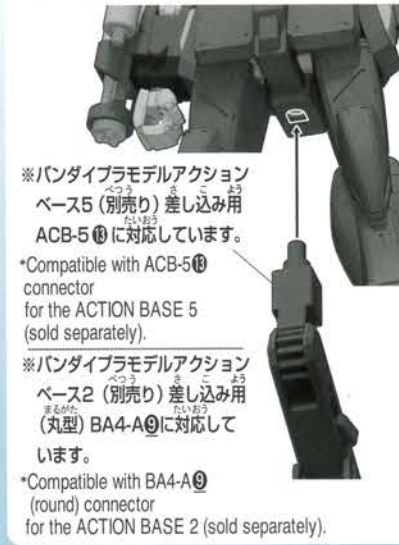 ※バンダイプラモデルアクション
ベース5（別売り）差し込み用
ACB-5⓭に対応しています。
*Compatible with ACB-5⓭
connector
for the ACTION BASE 5
(sold separately).
※バンダイプラモデルアクション
ベース2（別売り）差し込み用
（丸型）BA4-A❾に対応して
います。
*Compatible with BA4-A❾
(round) connector
for the ACTION BASE 2 (sold separately).